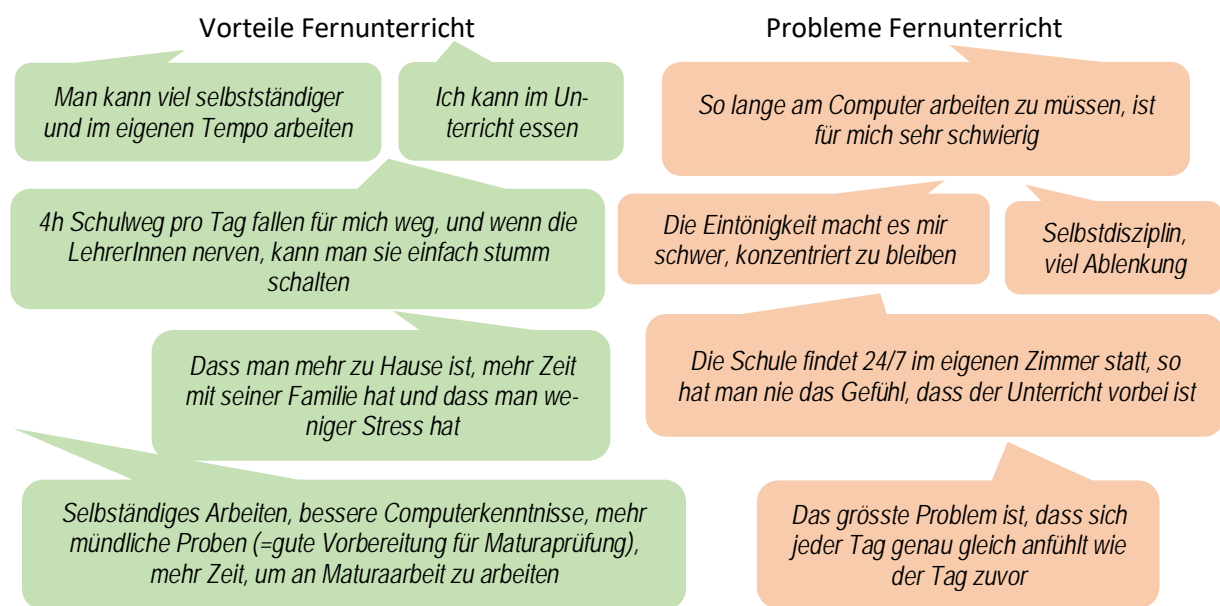 Vorteile Fernunterricht
Man kann viel selbstständiger
und im eigenen Tempo arbeiten
Ich kann im Un-
terricht essen
4h Schulweg pro Tag fallen für mich weg, und wenn die
LehrerInnen nerven, kann man sie einfach stumm
schalten
Dass man mehr zu Hause ist, mehr Zeit
mit seiner Familie hat und dass man we-
niger Stress hat
Selbständiges Arbeiten, bessere Computerkenntnisse, mehr
mündliche Proben (=gute Vorbereitung für Maturaprüfung),
mehr Zeit, um an Maturaarbeit zu arbeiten
Probleme Fernunterricht
So lange am Computer arbeiten zu müssen, ist
für mich sehr schwierig
Die Eintönigkeit macht es mir
schwer, konzentriert zu bleiben
Selbstdisziplin,
viel Ablenkung
Die Schule findet 24/7 im eigenen Zimmer statt, so
hat man nie das Gefühl, dass der Unterricht vorbei ist
Das grösste Problem ist, dass sich
jeder Tag genau gleich anfühlt wie
der Tag zuvor